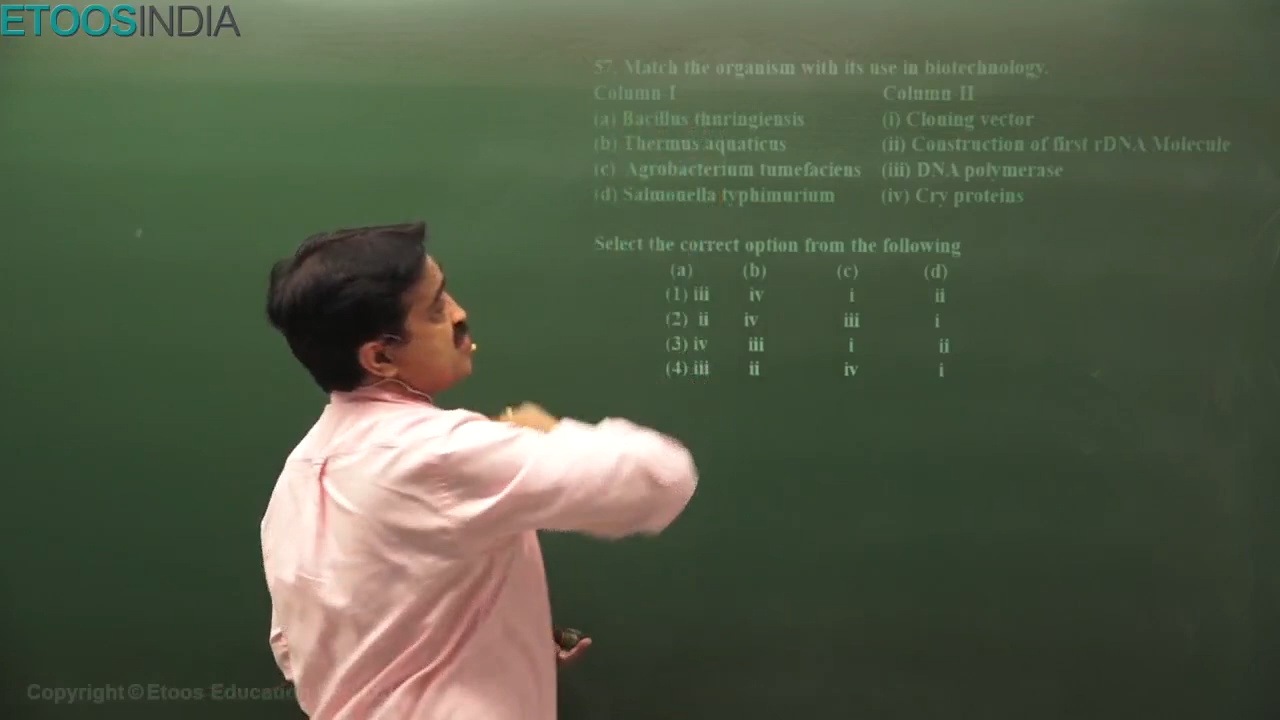 ETOOSINDIA
57. Match the organism with its use in biotechnology.
Column I Column II
(a) Bacillus thuringiensis (i) Cloning vector
(b) Thermus aquaticus (ii) Construction of first rDNA Molecule
(c) Agrobacterium tumefaciens (iii) DNA polymerase
(d) Salmonella typhimurium (iv) Cry proteins
Select the correct option from the following
(a) (b) (c) (d)
(1) iii iv i ii
(2) ii iv iii i
(3) iv iii i ii
(4) iii ii iv i
Copyright © Etoos Education